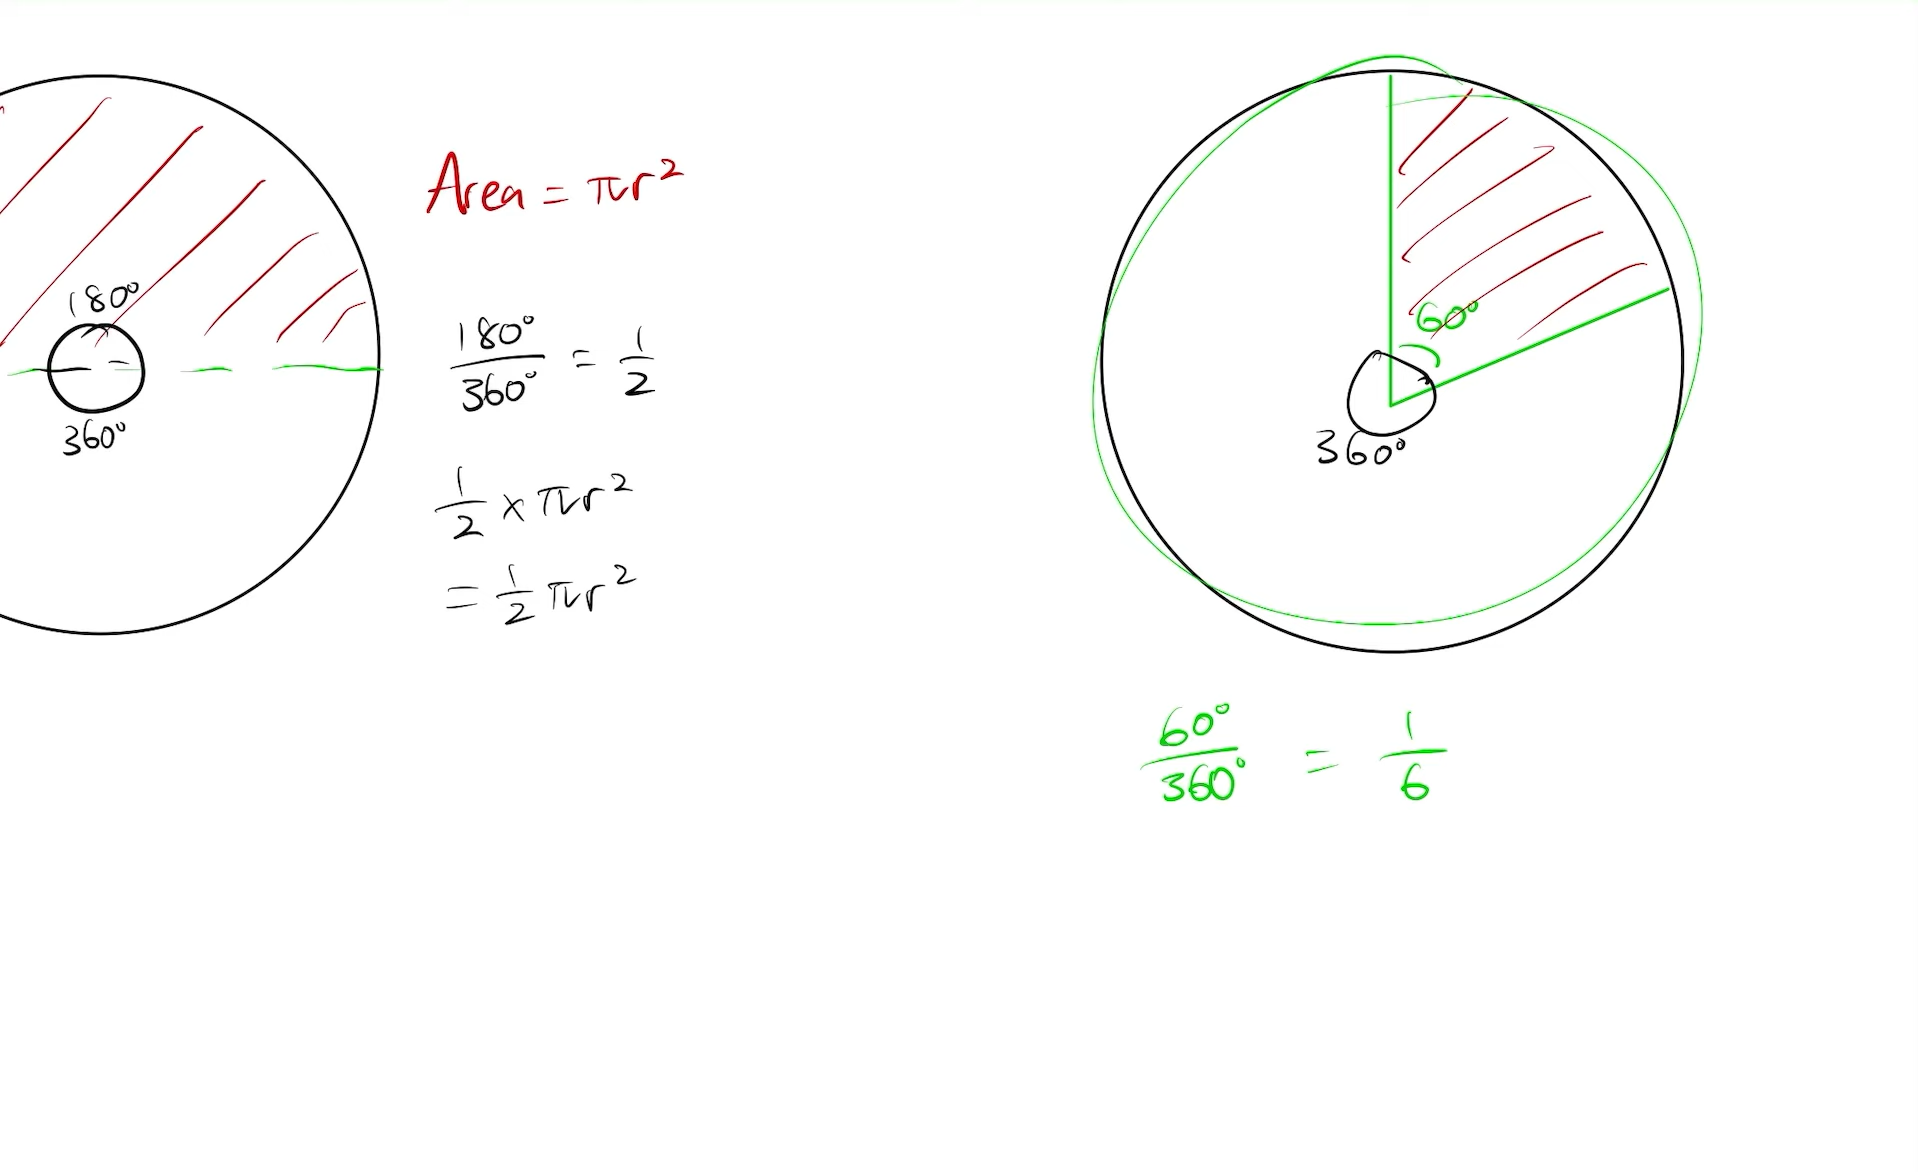 180°
360°
Area = πr²
180°/360° = 1/2
1/2 × πr²
= 1/2 πr²
60°
360°
60°/360° = 1/6